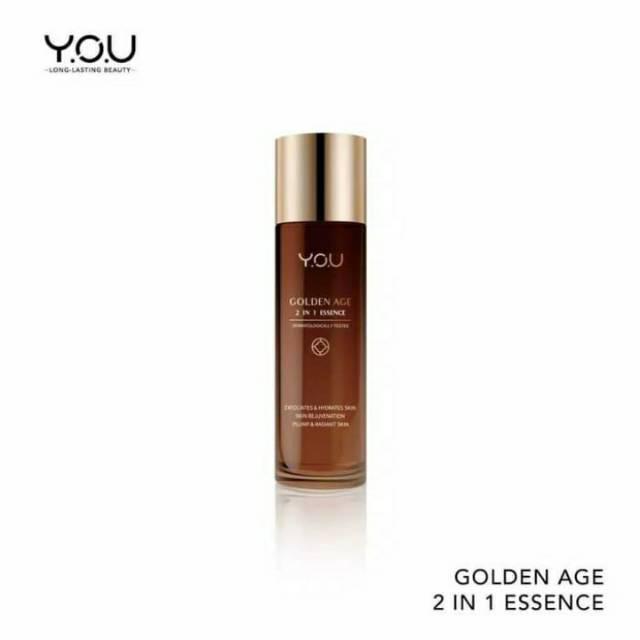 Y.O.U
LONG-LASTING BEAUTY
Y.O.U
GOLDEN AGE
2 IN 1 ESSENCE
DERMATOLOGICALLY TESTED
EXFOLIATES & HYDRATES SKIN
SKIN REJUVENATION
PLUMP & RADIANT SKIN
GOLDEN AGE
2 IN 1 ESSENCE